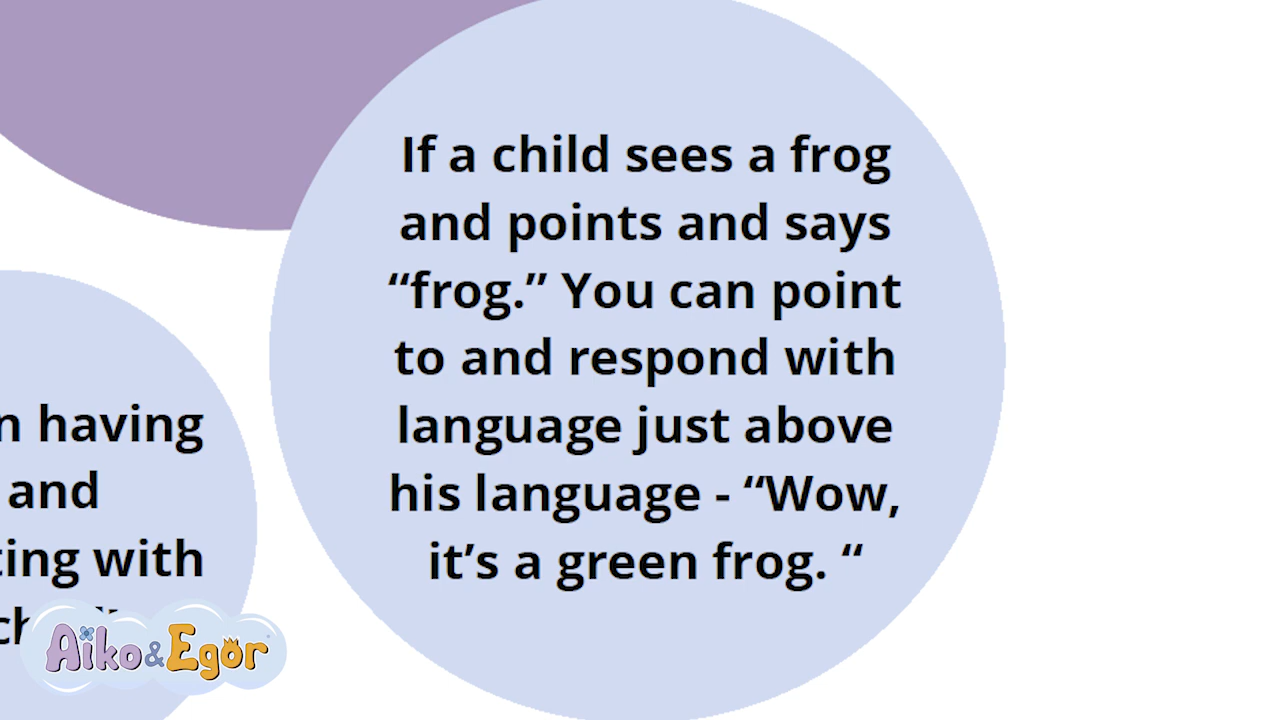 If a child sees a frog
and points and says
“frog.” You can point
to and respond with
language just above
his language - “Wow,
it’s a green frog. “
having
and
with
Aiko&Egor